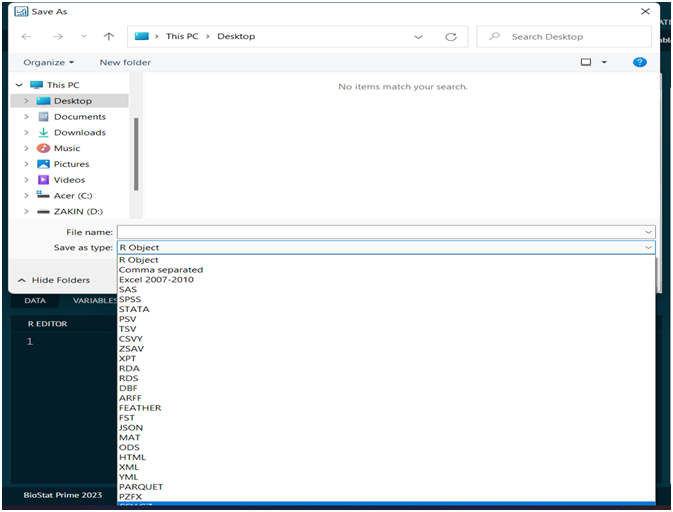 Save As
This PC > Desktop
Search Desktop
Organize
New folder
This PC
No items match your search.
Desktop
Documents
Downloads
Music
Pictures
Videos
Acer (C:)
ZAKIN (D:)
File name:
Save as type: R Object
R Object
Comma separated
Excel 2007-2010
SAS
SPSS
STATA
PSV
TSV
CSVY
ZSAV
XPT
RDA
RDS
DBF
ARFF
FEATHER
FST
JSON
MAT
ODS
HTML
XML
YML
PARQUET
PZFX
Hide Folders
DATA
VARIABLES
R EDITOR
1
BioStat Prime 2023